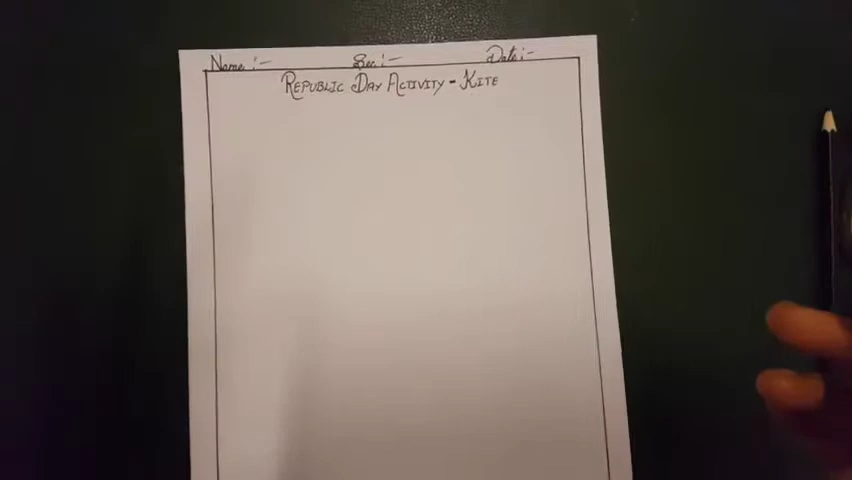 Name :- Sec :- Date :-
Republic Day Activity - Kite